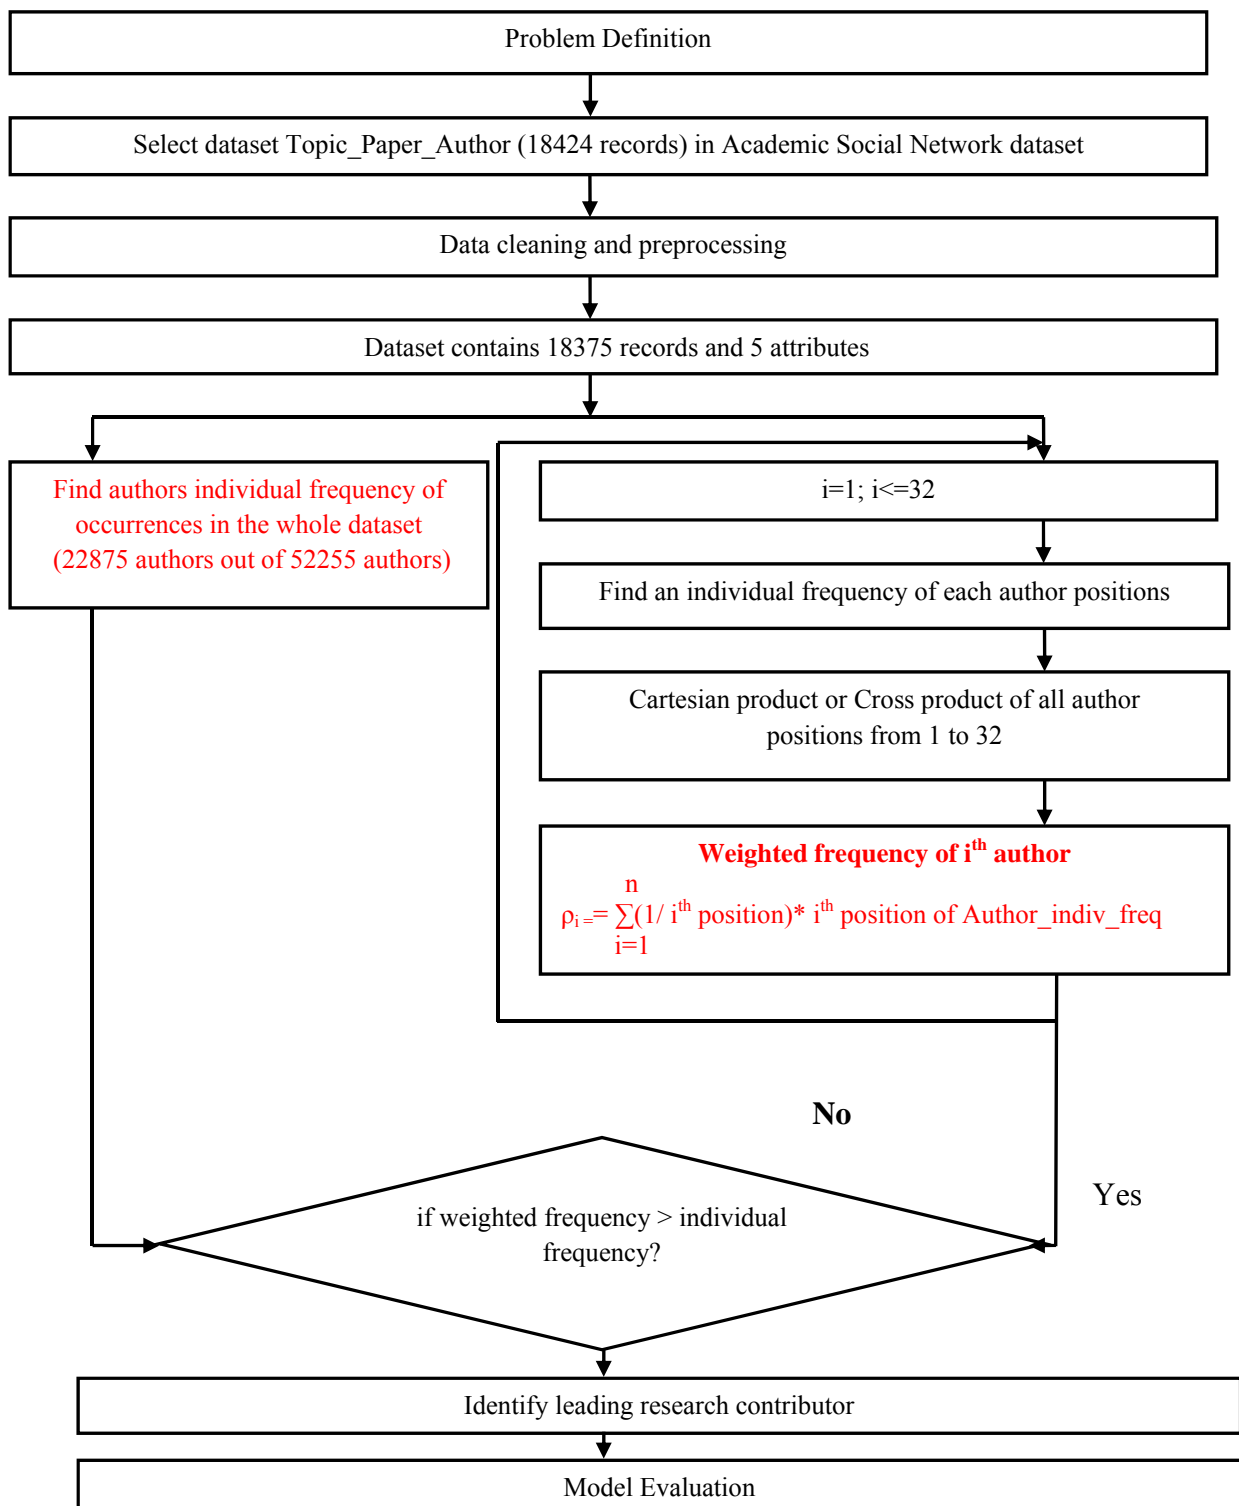 Problem Definition
Select dataset Topic_Paper_Author (18424 records) in Academic Social Network dataset
Data cleaning and preprocessing
Dataset contains 18375 records and 5 attributes
Find authors individual frequency of
occurrences in the whole dataset
(22875 authors out of 52255 authors)
i=1; i<=32
Find an individual frequency of each author positions
Cartesian product or Cross product of all author
positions from 1 to 32
Weighted frequency of iᵗʰ author
n
ρᵢ ₌= ∑(1/ iᵗʰ position)* iᵗʰ position of Author_indiv_freq
i=1
No
Yes
if weighted frequency > individual
frequency?
Identify leading research contributor
Model Evaluation